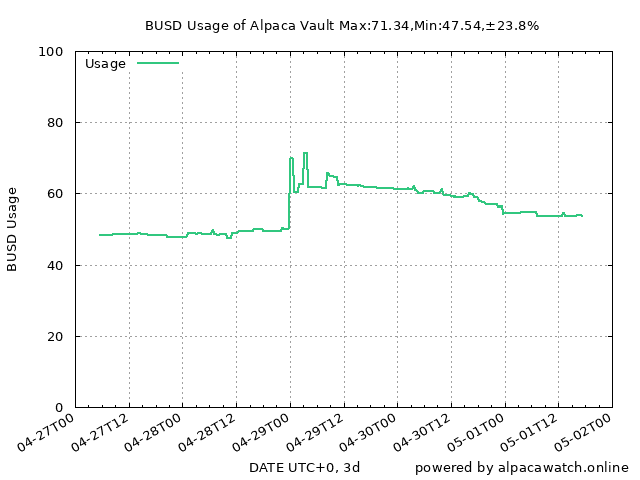 BUSD Usage of Alpaca Vault Max:71.34,Min:47.54,±23.8%
100
Usage
80
60
BUSD Usage
40
20
0
04-27T00
04-27T12
04-28T00
04-28T12
04-29T00
04-29T12
04-30T00
04-30T12
05-01T00
05-01T12
05-02T00
DATE UTC+0, 3d
powered by alpacawatch.online